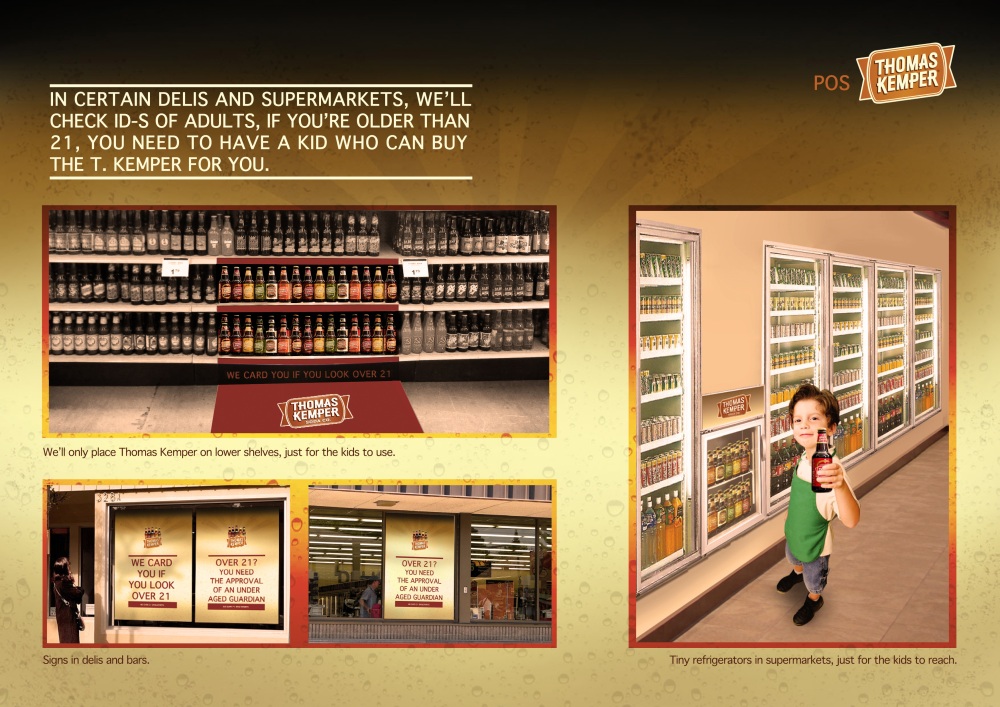 POS
THOMAS
KEMPER
IN CERTAIN DELIS AND SUPERMARKETS, WE'LL
CHECK ID-S OF ADULTS, IF YOU'RE OLDER THAN
21, YOU NEED TO HAVE A KID WHO CAN BUY
THE T. KEMPER FOR YOU.
WE CARD YOU IF YOU LOOK OVER 21
THOMAS
KEMPER
SODA CO.
We'll only place Thomas Kemper on lower shelves, just for the kids to use.
THOMAS
KEMPER
3281
WE CARD
YOU IF
YOU LOOK
OVER 21
OVER 21?
YOU NEED
THE APPROVAL
OF AN UNDER
AGED GUARDIAN
OVER 21?
YOU NEED
THE APPROVAL
OF AN UNDER
AGED GUARDIAN
Signs in delis and bars.
Tiny refrigerators in supermarkets, just for the kids to reach.